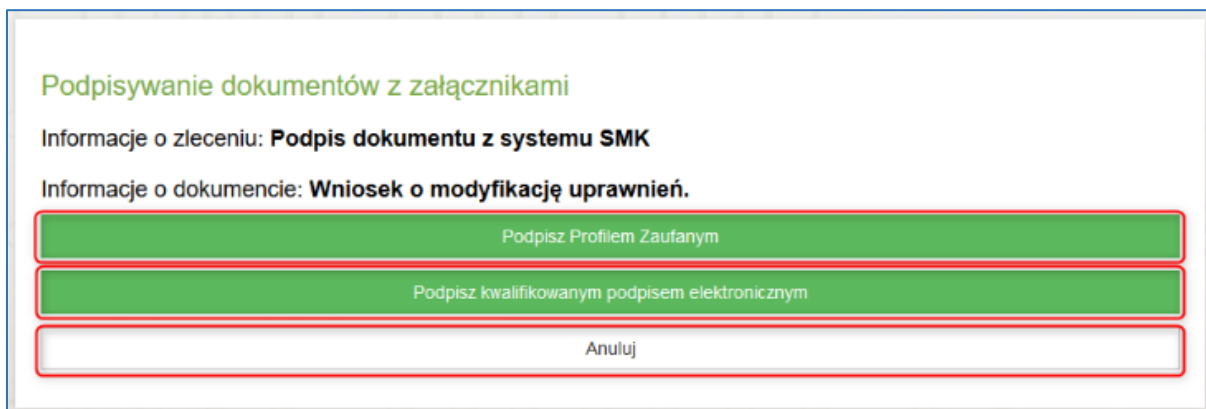 Podpisywanie dokumentów z załącznikami
Informacje o zleceniu: Podpis dokumentu z systemu SMK
Informacje o dokumencie: Wniosek o modyfikację uprawnień.
Podpisz Profilem Zaufanym
Podpisz kwalifikowanym podpisem elektronicznym
Anuluj